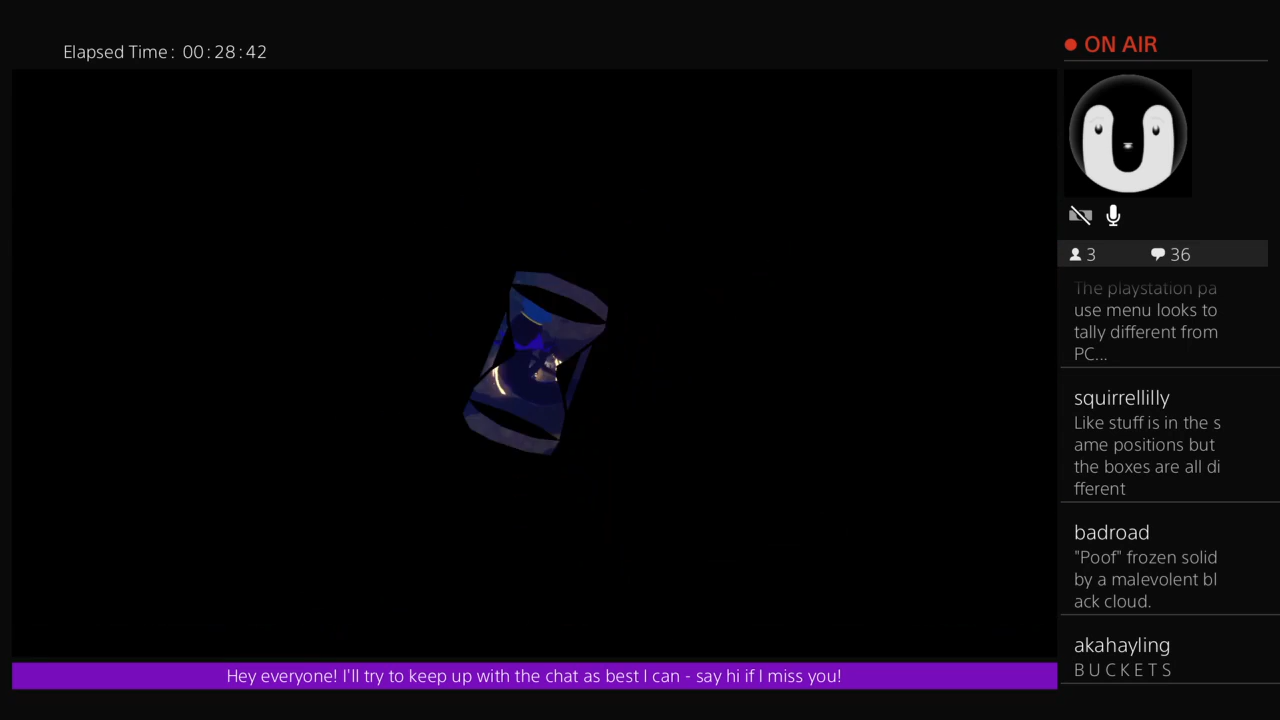 Elapsed Time: 00:28:42
ON AIR
3 36
The playstation pa
use menu looks to
tally different from
PC...
squirrellilly
Like stuff is in the s
ame positions but
the boxes are all di
fferent
badroad
"Poof" frozen solid
by a malevolent bl
ack cloud.
akahayling
B U C K E T S
Hey everyone! I'll try to keep up with the chat as best I can - say hi if I miss you!